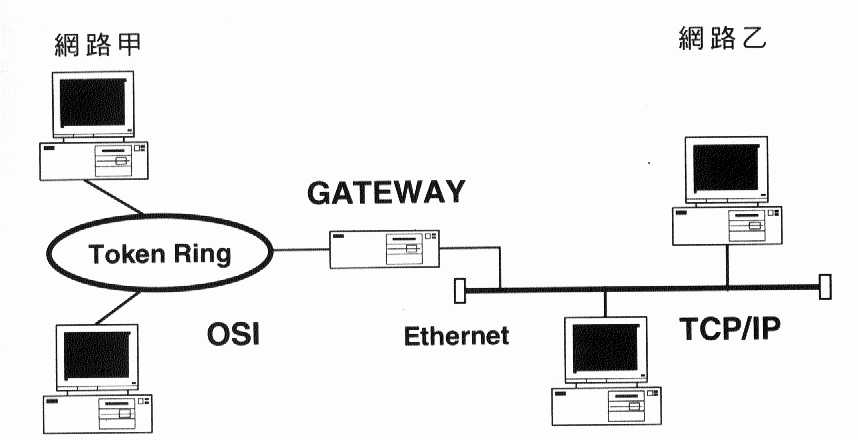 網路甲
網路乙
GATEWAY
Token Ring
OSI
Ethernet
TCP/IP